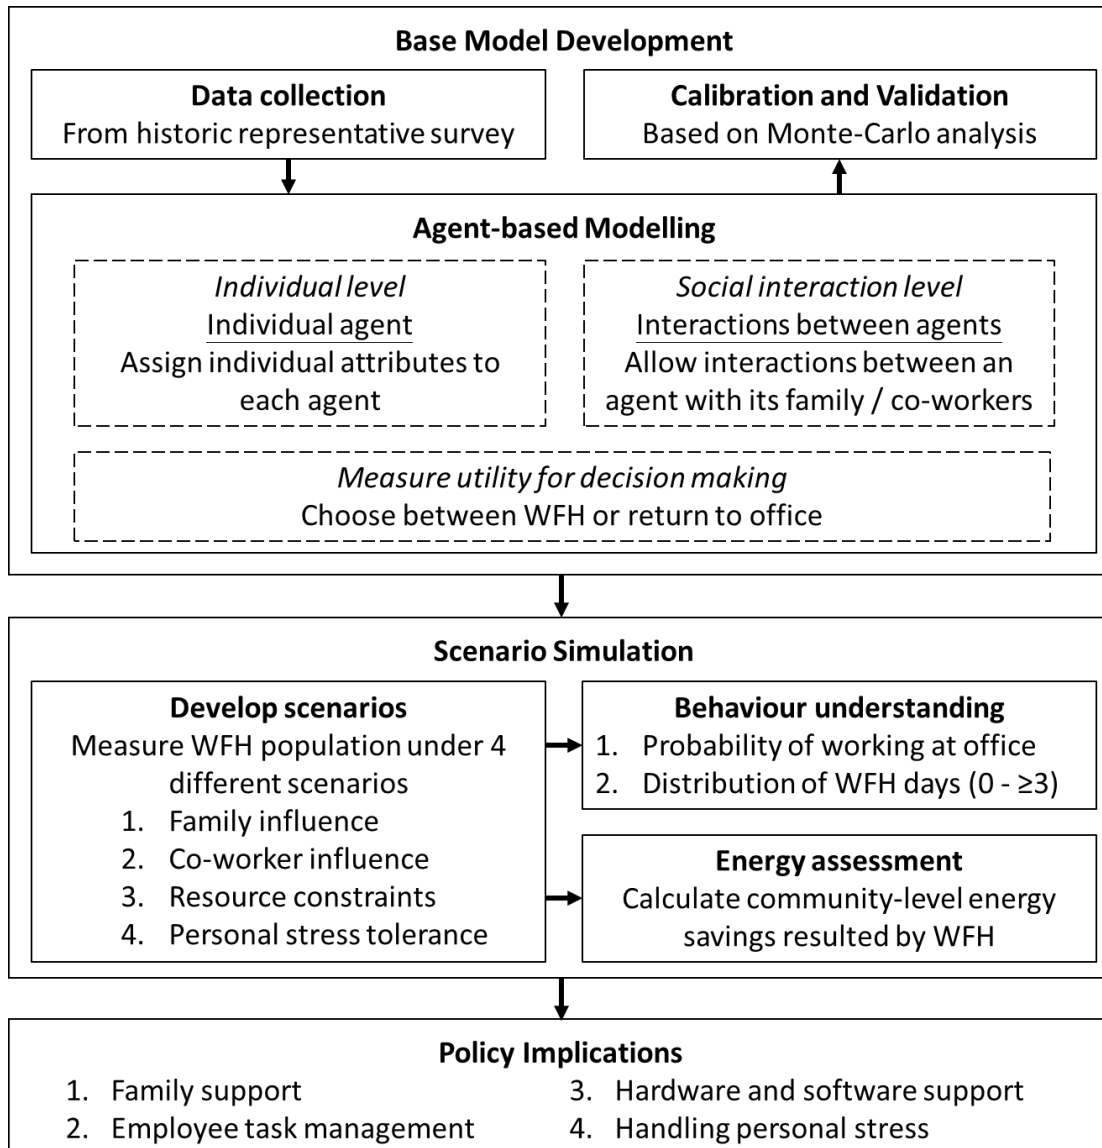 Base Model Development
Data collection
From historic representative survey
Calibration and Validation
Based on Monte-Carlo analysis
Agent-based Modelling
Individual level
Individual agent
Assign individual attributes to
each agent
Social interaction level
Interactions between agents
Allow interactions between an
agent with its family / co-workers
Measure utility for decision making
Choose between WFH or return to office
Scenario Simulation
Develop scenarios
Measure WFH population under 4
different scenarios
1. Family influence
2. Co-worker influence
3. Resource constraints
4. Personal stress tolerance
Behaviour understanding
1. Probability of working at office
2. Distribution of WFH days (0 - ≥3)
Energy assessment
Calculate community-level energy
savings resulted by WFH
Policy Implications
1. Family support
2. Employee task management
3. Hardware and software support
4. Handling personal stress